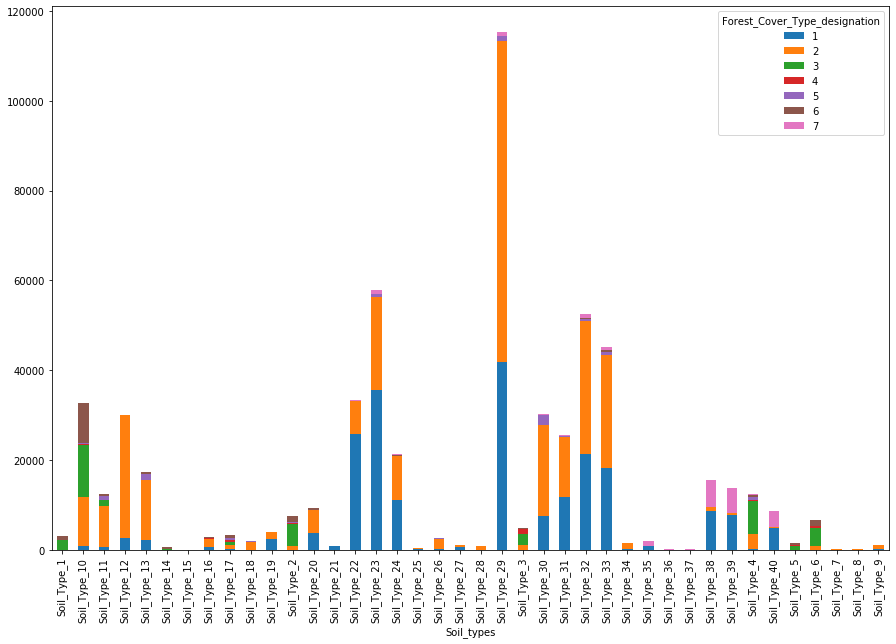 120000
100000
80000
60000
40000
20000
0
Forest_Cover_Type_designation
1
2
3
4
5
6
7
Soil_Type_1
Soil_Type_10
Soil_Type_11
Soil_Type_12
Soil_Type_13
Soil_Type_14
Soil_Type_15
Soil_Type_16
Soil_Type_17
Soil_Type_18
Soil_Type_19
Soil_Type_2
Soil_Type_20
Soil_Type_21
Soil_Type_22
Soil_Type_23
Soil_Type_24
Soil_Type_25
Soil_Type_26
Soil_Type_27
Soil_Type_28
Soil_Type_29
Soil_Type_3
Soil_Type_30
Soil_Type_31
Soil_Type_32
Soil_Type_33
Soil_Type_34
Soil_Type_35
Soil_Type_36
Soil_Type_37
Soil_Type_38
Soil_Type_39
Soil_Type_4
Soil_Type_40
Soil_Type_5
Soil_Type_6
Soil_Type_7
Soil_Type_8
Soil_Type_9
Soil_types